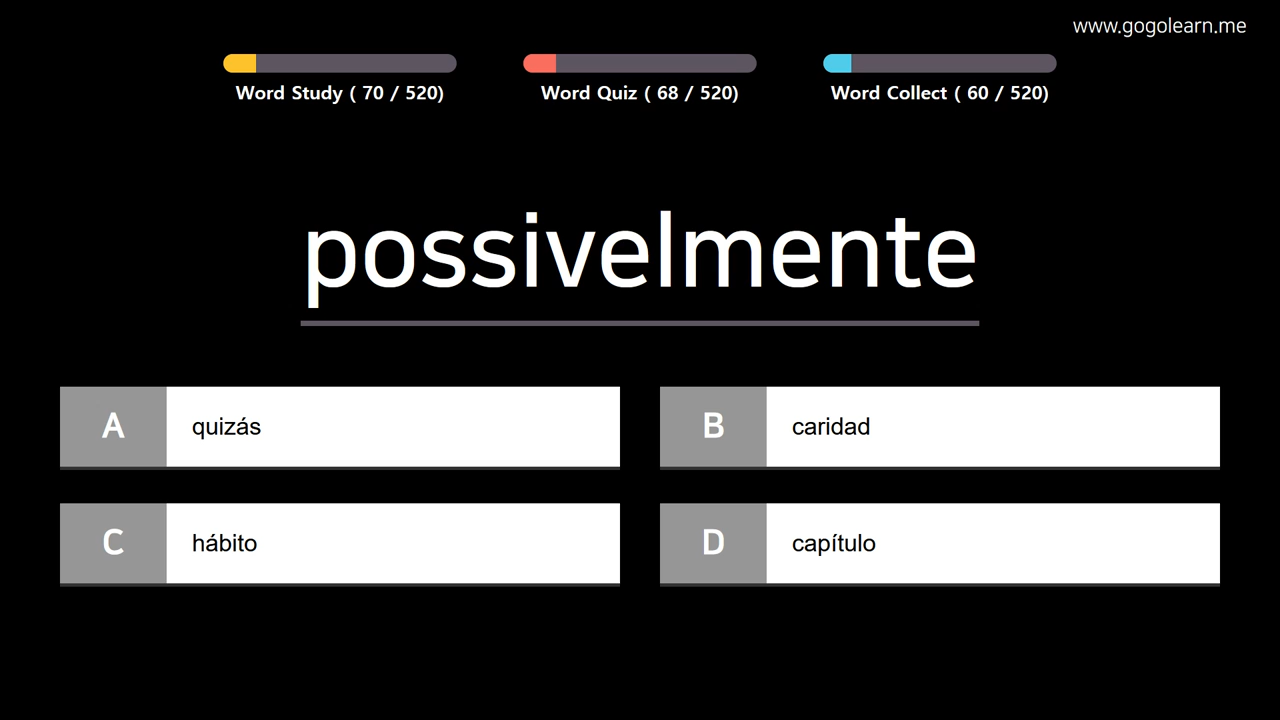 www.gogolearn.me
Word Study ( 70 / 520)
Word Quiz ( 68 / 520)
Word Collect ( 60 / 520)
possivelmente
A quizás
B caridad
C hábito
D capítulo